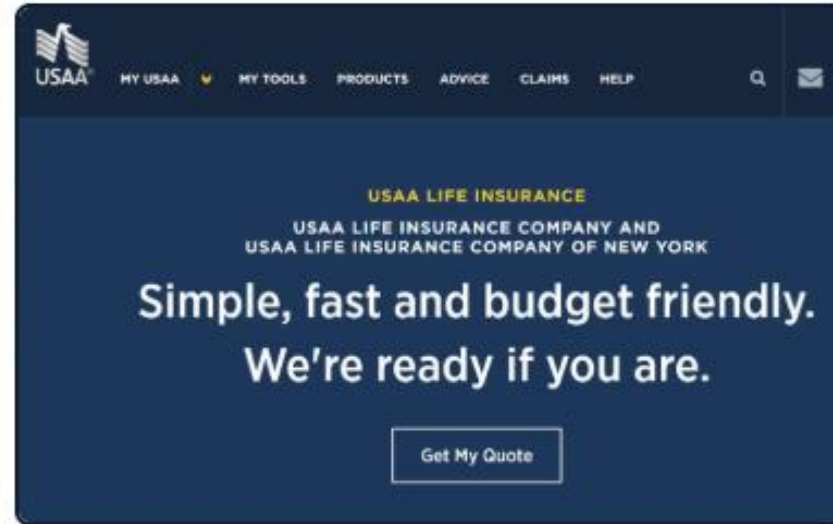 USAA®
MY USAA MY TOOLS PRODUCTS ADVICE CLAIMS HELP
USAA LIFE INSURANCE
USAA LIFE INSURANCE COMPANY AND
USAA LIFE INSURANCE COMPANY OF NEW YORK
Simple, fast and budget friendly.
We're ready if you are.
Get My Quote